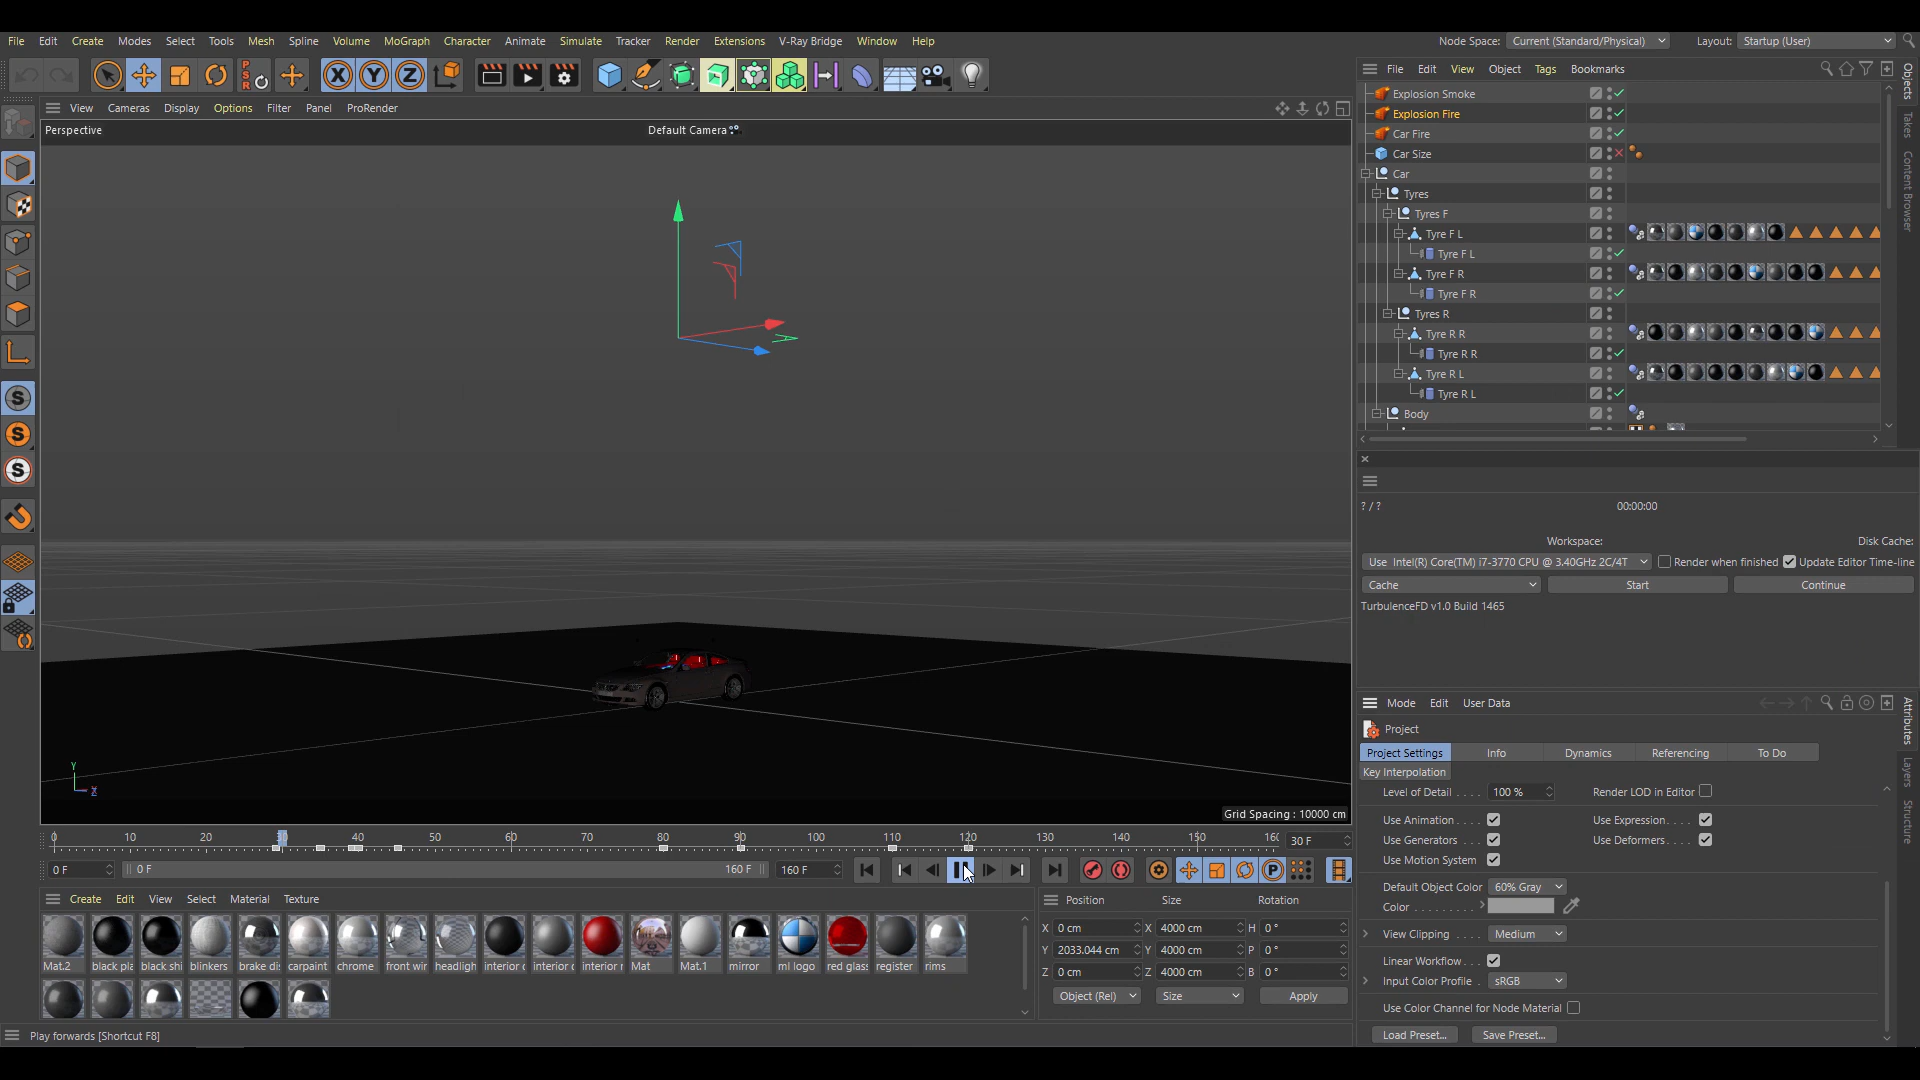 File Edit Create Modes Select Tools Mesh Spline Volume MoGraph Character Animate Simulate Tracker Render Extensions V-Ray Bridge Window Help
Node Space: Current (Standard/Physical) Layout: Startup (User)
PSR X Y Z
File Edit View Object Tags Bookmarks
View Cameras Display Options Filter Panel ProRender
Perspective
Default Camera
Explosion Smoke
Explosion Fire
Car Fire
Car Size
Car
Tyres
Tyres F
Tyre F L
Tyre F L
Tyre F R
Tyre F R
Tyres R
Tyre R R
Tyre R R
Tyre R L
Tyre R L
Body
Objects
Takes
Content Browser
? / ?
00:00:00
Workspace:
Disk Cache:
Use Intel(R) Core(TM) i7-3770 CPU @ 3.40GHz 2C/4T
Render when finished
Update Editor Time-line
Cache
Start
Continue
TurbulenceFD v1.0 Build 1465
Y
Z
Grid Spacing : 10000 cm
0 10 20 30 40 50 60 70 80 90 100 110 120 130 140 150 30 F
0 F 0 F 160 F 160 F
Create Edit View Select Material Texture
Mat.2 black pla black shi blinkers brake di carpaint chrome front wir headligh interior c interior interior r Mat Mat.1 mirror ml logo red glass register rims
Position Size Rotation
X 0 cm X 4000 cm H 0 °
Y 2033.044 cm Y 4000 cm P 0 °
Z 0 cm Z 4000 cm B 0 °
Object (Rel) Size Apply
Play forwards [Shortcut F8]
Mode Edit User Data
Project
Project Settings Info Dynamics Referencing To Do
Key Interpolation
Level of Detail . . . . 100 % Render LOD in Editor
Use Animation . . . . Use Expression. . . .
Use Generators . . . Use Deformers. . . .
Use Motion System
Default Object Color 60% Gray
Color . . . . . . . . .
View Clipping . . . . Medium
Linear Workflow . . .
Input Color Profile . sRGB
Use Color Channel for Node Material
Load Preset... Save Preset...
Attributes
Layers
Structure